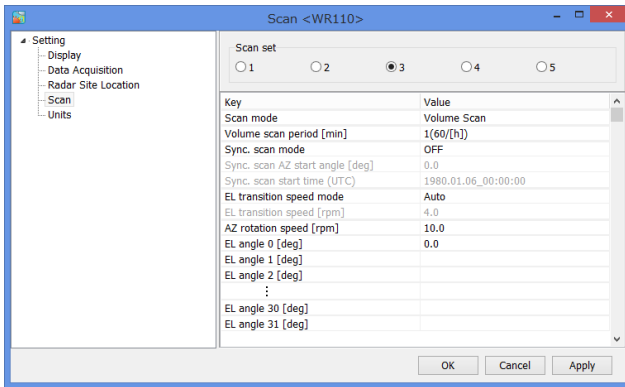 Scan <WR110>
Setting
Display
Data Acquisition
Radar Site Location
Scan
Units
Scan set
1 2 3 4 5
Key Value
Scan mode Volume Scan
Volume scan period [min] 1(60/[h])
Sync. scan mode OFF
Sync. scan AZ start angle [deg] 0.0
Sync. scan start time (UTC) 1980.01.06_00:00:00
EL transition speed mode Auto
EL transition speed [rpm] 4.0
AZ rotation speed [rpm] 10.0
EL angle 0 [deg] 0.0
EL angle 1 [deg]
EL angle 2 [deg]
⋮
EL angle 30 [deg]
EL angle 31 [deg]
OK Cancel Apply